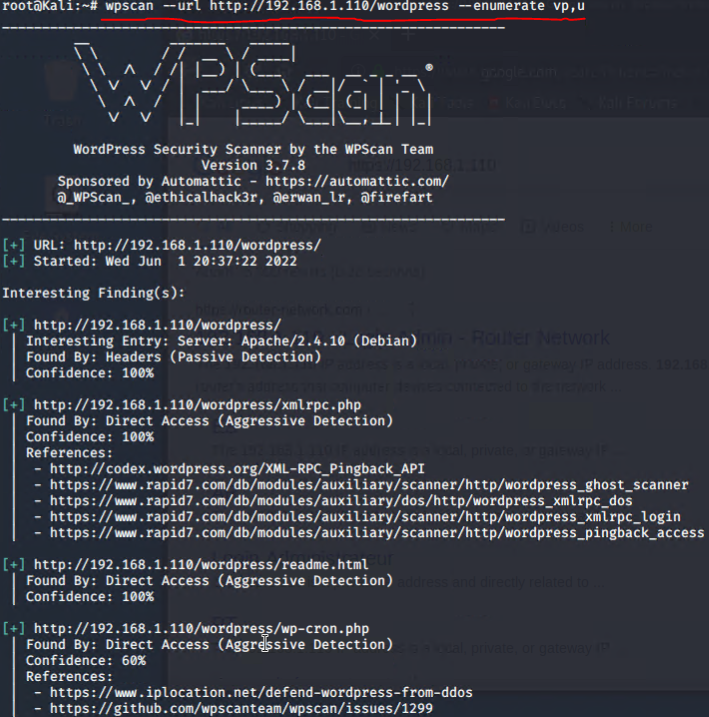 root@Kali:~# wpscan --url http://192.168.1.110/wordpress --enumerate vp,u
WPScan ®
WordPress Security Scanner by the WPScan Team
Version 3.7.8
Sponsored by Automattic - https://automattic.com/
@_WPScan_, @ethicalhack3r, @erwan_lr, @firefart
[+] URL: http://192.168.1.110/wordpress/
[+] Started: Wed Jun  1 20:37:22 2022
Interesting Finding(s):
[+] http://192.168.1.110/wordpress/
| Interesting Entry: Server: Apache/2.4.10 (Debian)
| Found By: Headers (Passive Detection)
| Confidence: 100%
[+] http://192.168.1.110/wordpress/xmlrpc.php
| Found By: Direct Access (Aggressive Detection)
| Confidence: 100%
| References:
|  - http://codex.wordpress.org/XML-RPC_Pingback_API
|  - https://www.rapid7.com/db/modules/auxiliary/scanner/http/wordpress_ghost_scanner
|  - https://www.rapid7.com/db/modules/auxiliary/dos/http/wordpress_xmlrpc_dos
|  - https://www.rapid7.com/db/modules/auxiliary/scanner/http/wordpress_xmlrpc_login
|  - https://www.rapid7.com/db/modules/auxiliary/scanner/http/wordpress_pingback_access
[+] http://192.168.1.110/wordpress/readme.html
| Found By: Direct Access (Aggressive Detection)
| Confidence: 100%
[+] http://192.168.1.110/wordpress/wp-cron.php
| Found By: Direct Access (Aggressive Detection)
| Confidence: 60%
| References:
|  - https://www.iplocation.net/defend-wordpress-from-ddos
|  - https://github.com/wpscanteam/wpscan/issues/1299